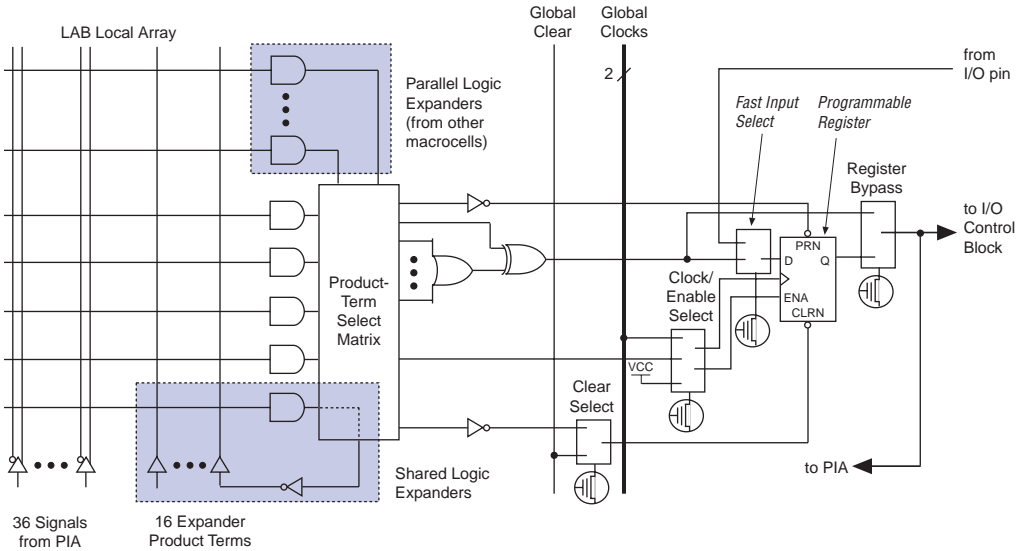 LAB Local Array
Global
Clear
Global
Clocks
2
from
I/O pin
Parallel Logic
Expanders
(from other
macrocells)
Fast Input
Select
Programmable
Register
Register
Bypass
to I/O
Control
Block
PRN
D
Q
ENA
CLRN
Product-
Term
Select
Matrix
Clock/
Enable
Select
VCC
Clear
Select
Shared Logic
Expanders
to PIA
36 Signals
from PIA
16 Expander
Product Terms